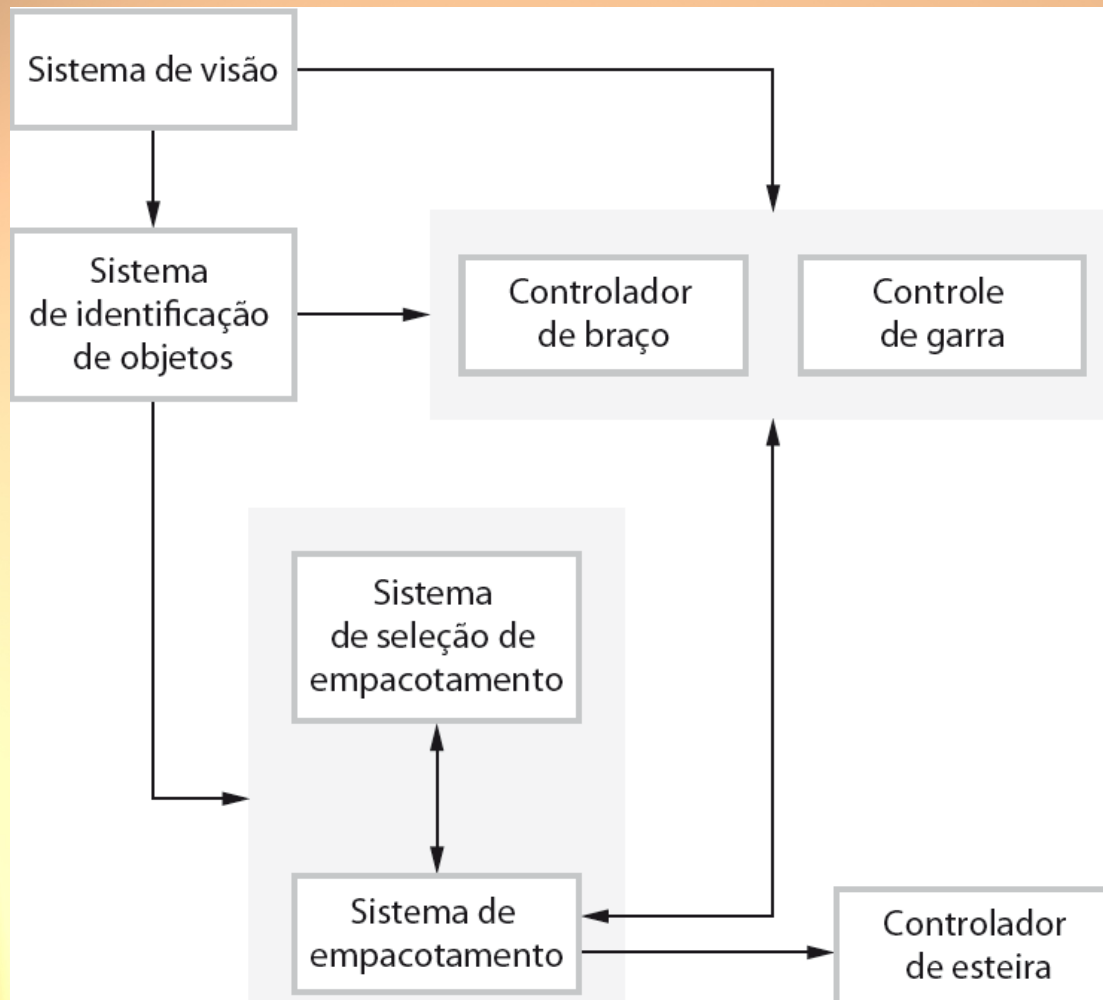 Sistema de visão
Sistema
de identificação
de objetos
Controlador
de braço
Controle
de garra
Sistema
de seleção de
empacotamento
Sistema de
empacotamento
Controlador
de esteira